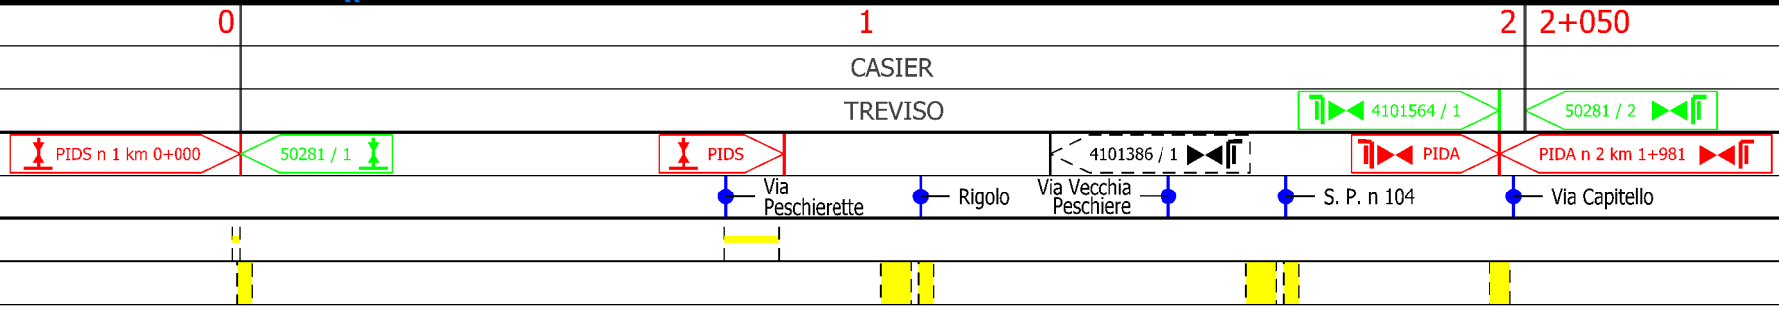 0 1 2 2+050
CASIER
TREVISO
4101564 / 1 50281 / 2
PIDS n 1 km 0+000 50281 / 1 PIDS 4101386 / 1 PIDA PIDA n 2 km 1+981
Via
Peschierette
Rigolo
Via Vecchia
Peschiere
S. P. n 104
Via Capitello